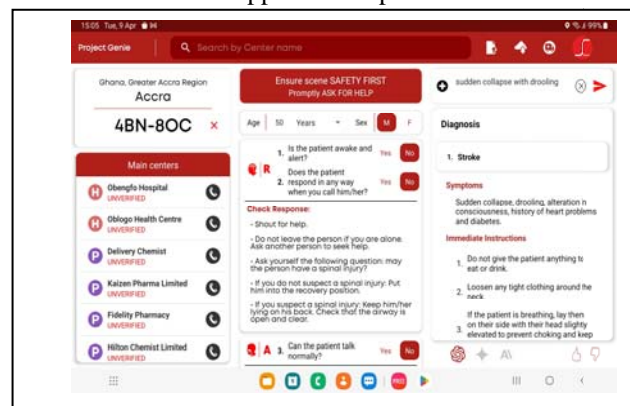 15:05 Tue, 9 Apr
99%
Project Genie
Search by Center name
Ghana, Greater Accra Region
Accra
4BN-8OC
Main centers
H Obengfo Hospital
UNVERIFIED
H Oblogo Health Centre
UNVERIFIED
P Delivery Chemist
UNVERIFIED
P Kaizen Pharma Limited
UNVERIFIED
P Fidelity Pharmacy
UNVERIFIED
P Hilton Chemist Limited
UNVERIFIED
Ensure scene SAFETY FIRST
Promptly ASK FOR HELP
Age 50 Years Sex M F
R
1. Is the patient awake and alert? Yes No
2. Does the patient respond in any way when you call him/her? Yes No
Check Response:
- Shout for help.
- Do not leave the person if you are alone.
Ask another person to seek help.
- Ask yourself the following question: may
the person have a spinal injury?
- If you do not suspect a spinal injury: Put
him into the recovery position.
- If you suspect a spinal injury: Keep him/her
lying on his back. Check that the airway is
open and clear.
A 3. Can the patient talk normally? Yes No
sudden collapse with drooling
Diagnosis
1. Stroke
Symptoms
Sudden collapse, drooling, alteration n
consciousness, history of heart problems
and diabetes.
Immediate Instructions
1. Do not give the patient anything to
eat or drink.
2. Loosen any tight clothing around he
neck
3. If the patient is breathing, lay then
on their side with their head slightly
elevated to prevent choking and keep